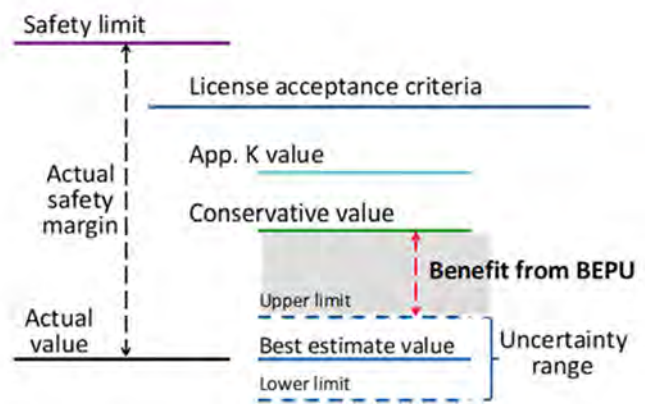 Safety limit
License acceptance criteria
App. K value
Actual
safety
margin
Conservative value
Benefit from BEPU
Upper limit
Actual
value
Best estimate value
Uncertainty
range
Lower limit